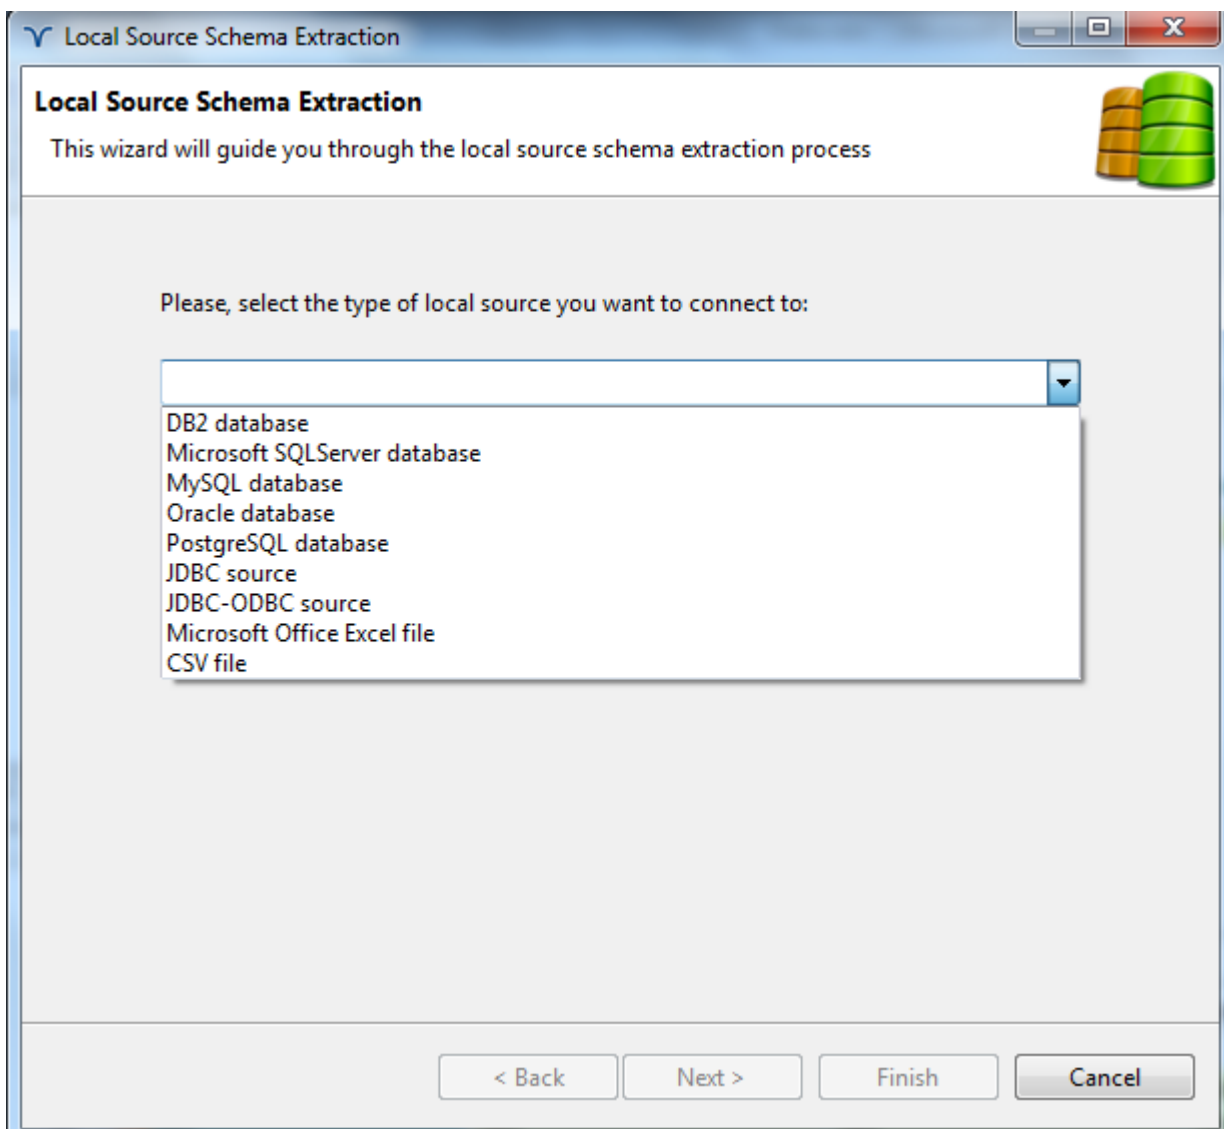 Local Source Schema Extraction
Local Source Schema Extraction
This wizard will guide you through the local source schema extraction process
Please, select the type of local source you want to connect to:
DB2 database
Microsoft SQLServer database
MySQL database
Oracle database
PostgreSQL database
JDBC source
JDBC-ODBC source
Microsoft Office Excel file
CSV file
< Back Next > Finish Cancel